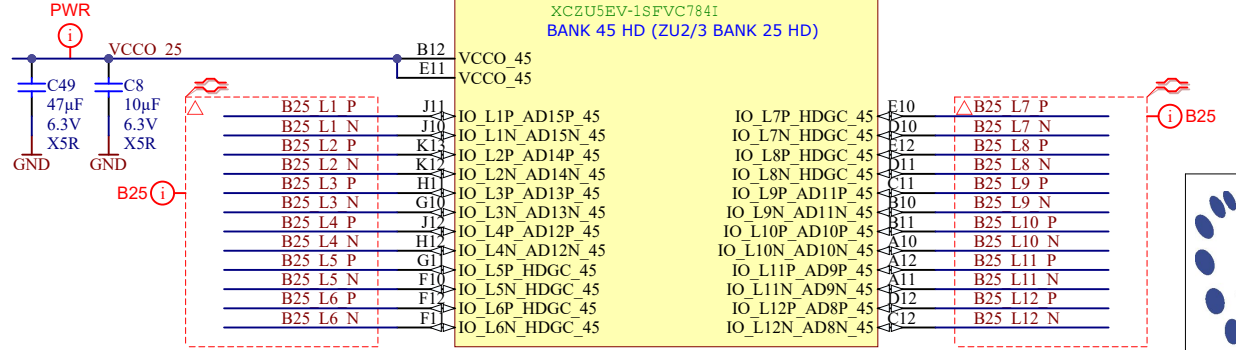 PWR
i
VCCO_25
C49
47µF
6.3V
X5R
GND
C8
10µF
6.3V
X5R
GND
XCZU5EV-1SFVC784I
BANK 45 HD (ZU2/3 BANK 25 HD)
B12 VCCO_45
E11 VCCO_45
B25 i
B25_L1_P J11 IO_L1P_AD15P_45
B25_L1_N J10 IO_L1N_AD15N_45
B25_L2_P K13 IO_L2P_AD14P_45
B25_L2_N K12 IO_L2N_AD14N_45
B25_L3_P H11 IO_L3P_AD13P_45
B25_L3_N G10 IO_L3N_AD13N_45
B25_L4_P J12 IO_L4P_AD12P_45
B25_L4_N H12 IO_L4N_AD12N_45
B25_L5_P G11 IO_L5P_HDGC_45
B25_L5_N F10 IO_L5N_HDGC_45
B25_L6_P F12 IO_L6P_HDGC_45
B25_L6_N F11 IO_L6N_HDGC_45
IO_L7P_HDGC_45 E10 B25_L7_P
IO_L7N_HDGC_45 D10 B25_L7_N
IO_L8P_HDGC_45 E12 B25_L8_P
IO_L8N_HDGC_45 D11 B25_L8_N
IO_L9P_AD11P_45 C11 B25_L9_P
IO_L9N_AD11N_45 B10 B25_L9_N
IO_L10P_AD10P_45 B11 B25_L10_P
IO_L10N_AD10N_45 A10 B25_L10_N
IO_L11P_AD9P_45 A12 B25_L11_P
IO_L11N_AD9N_45 A11 B25_L11_N
IO_L12P_AD8P_45 D12 B25_L12_P
IO_L12N_AD8N_45 C12 B25_L12_N
i B25